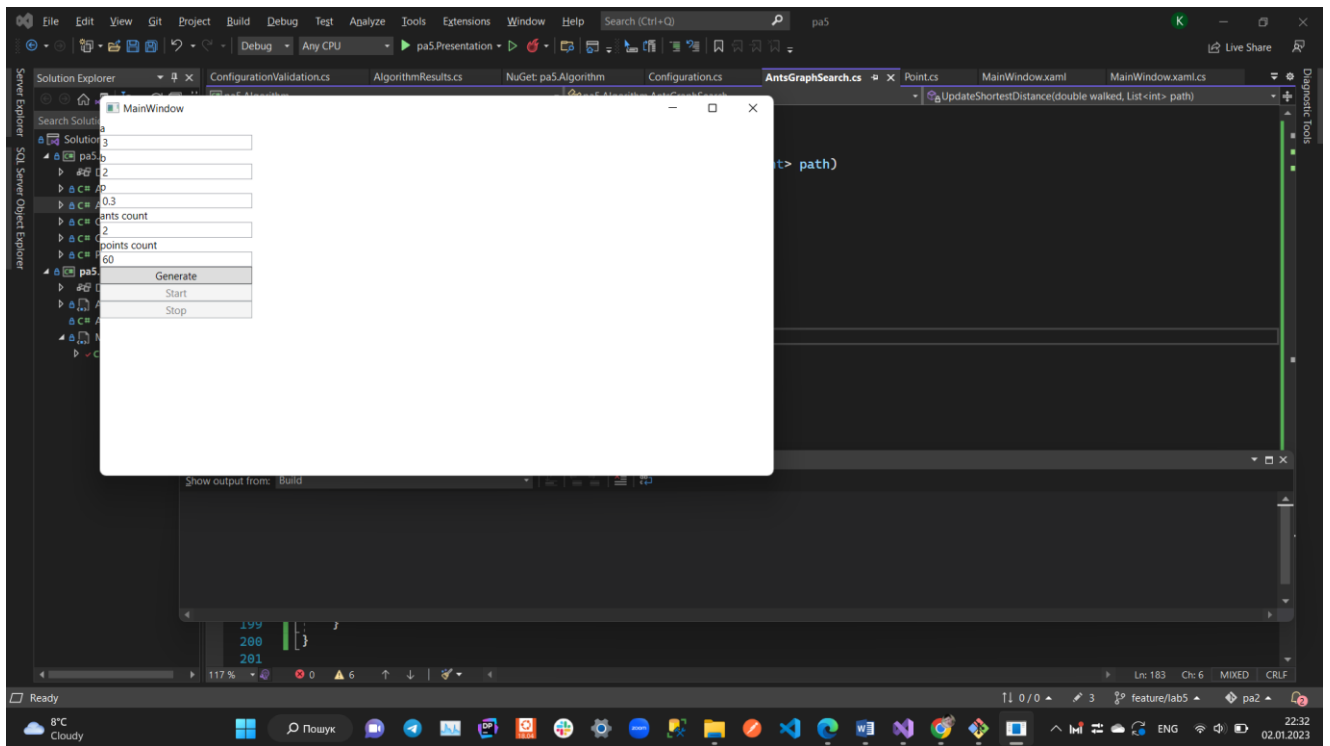 File Edit View Git Project Build Debug Test Analyze Tools Extensions Window Help Search (Ctrl+Q) pa5 K
Debug Any CPU pa5.Presentation Live Share
Server Explorer
SQL Server Object Explorer
Solution Explorer
ConfigurationValidation.cs AlgorithmResults.cs NuGet: pa5.Algorithm Configuration.cs AntsGraphSearch.cs Point.cs MainWindow.xaml MainWindow.xaml.cs
UpdateShortestDistance(double walked, List<int> path)
Diagnostic Tools
Search Solution
MainWindow
a
3
b
2
p
0.3
ants count
2
points count
60
Generate
Start
Stop
t> path)
Show output from: Build
199 }
200 }
201
117 % 0 6 Ln: 183 Ch: 6 MIXED CRLF
Ready 0 / 0 3 feature/lab5 pa2 2
8°C
Cloudy
Пошук
ENG
22:32
02.01.2023